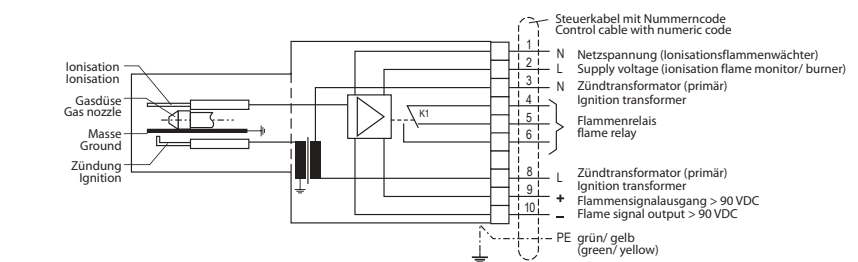 Steuerkabel mit Nummerncode
Control cable with numeric code
Ionisation
Ionisation
Gasdüse
Gas nozzle
Masse
Ground
Zündung
Ignition
K1
1
N Netzspannung (Ionisationsflammenwächter)
2
L Supply voltage (ionisation flame monitor/ burner)
3
N Zündtransformator (primär)
Ignition transformer
4
5
6
Flammenrelais
flame relay
8
L Zündtransformator (primär)
Ignition transformer
9
+ Flammensignalausgang > 90 VDC
10
– Flame signal output > 90 VDC
PE grün/ gelb
(green/ yellow)